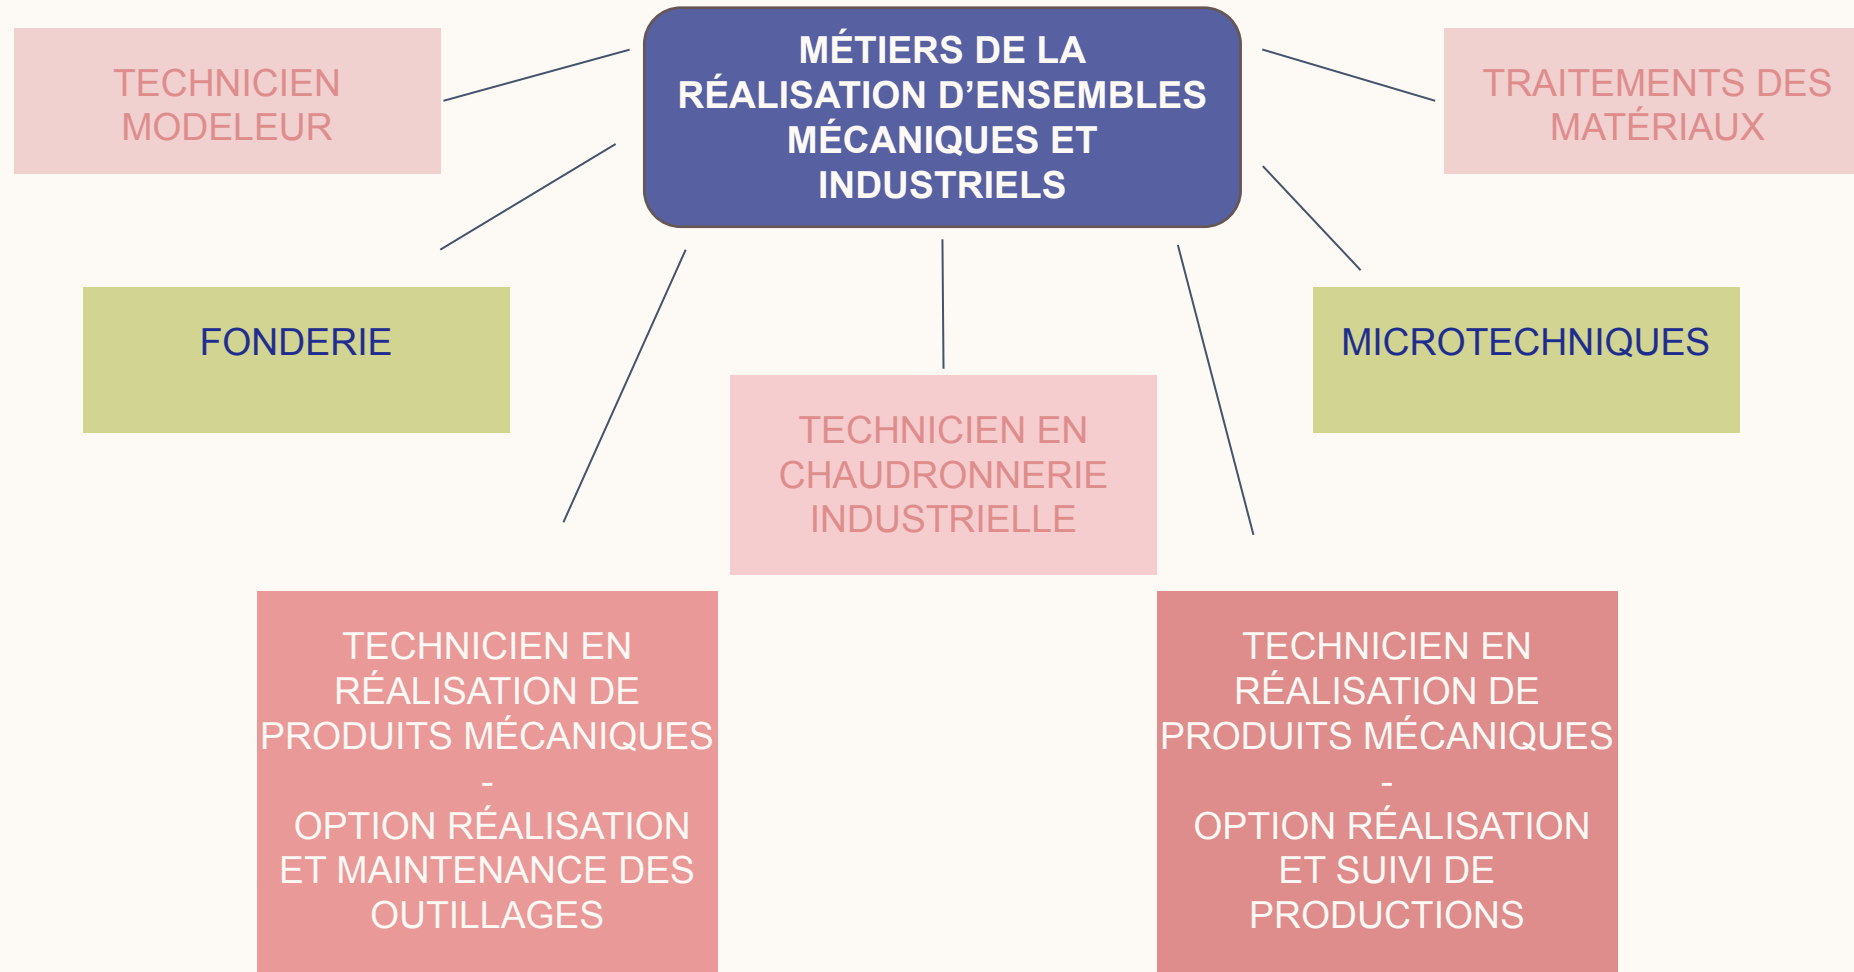 MÉTIERS DE LA
RÉALISATION D’ENSEMBLES
MÉCANIQUES ET
INDUSTRIELS
TECHNICIEN
MODELEUR
TRAITEMENTS DES
MATÉRIAUX
FONDERIE
MICROTECHNIQUES
TECHNICIEN EN
CHAUDRONNERIE
INDUSTRIELLE
TECHNICIEN EN
RÉALISATION DE
PRODUITS MÉCANIQUES
-
OPTION RÉALISATION
ET MAINTENANCE DES
OUTILLAGES
TECHNICIEN EN
RÉALISATION DE
PRODUITS MÉCANIQUES
-
OPTION RÉALISATION
ET SUIVI DE
PRODUCTIONS